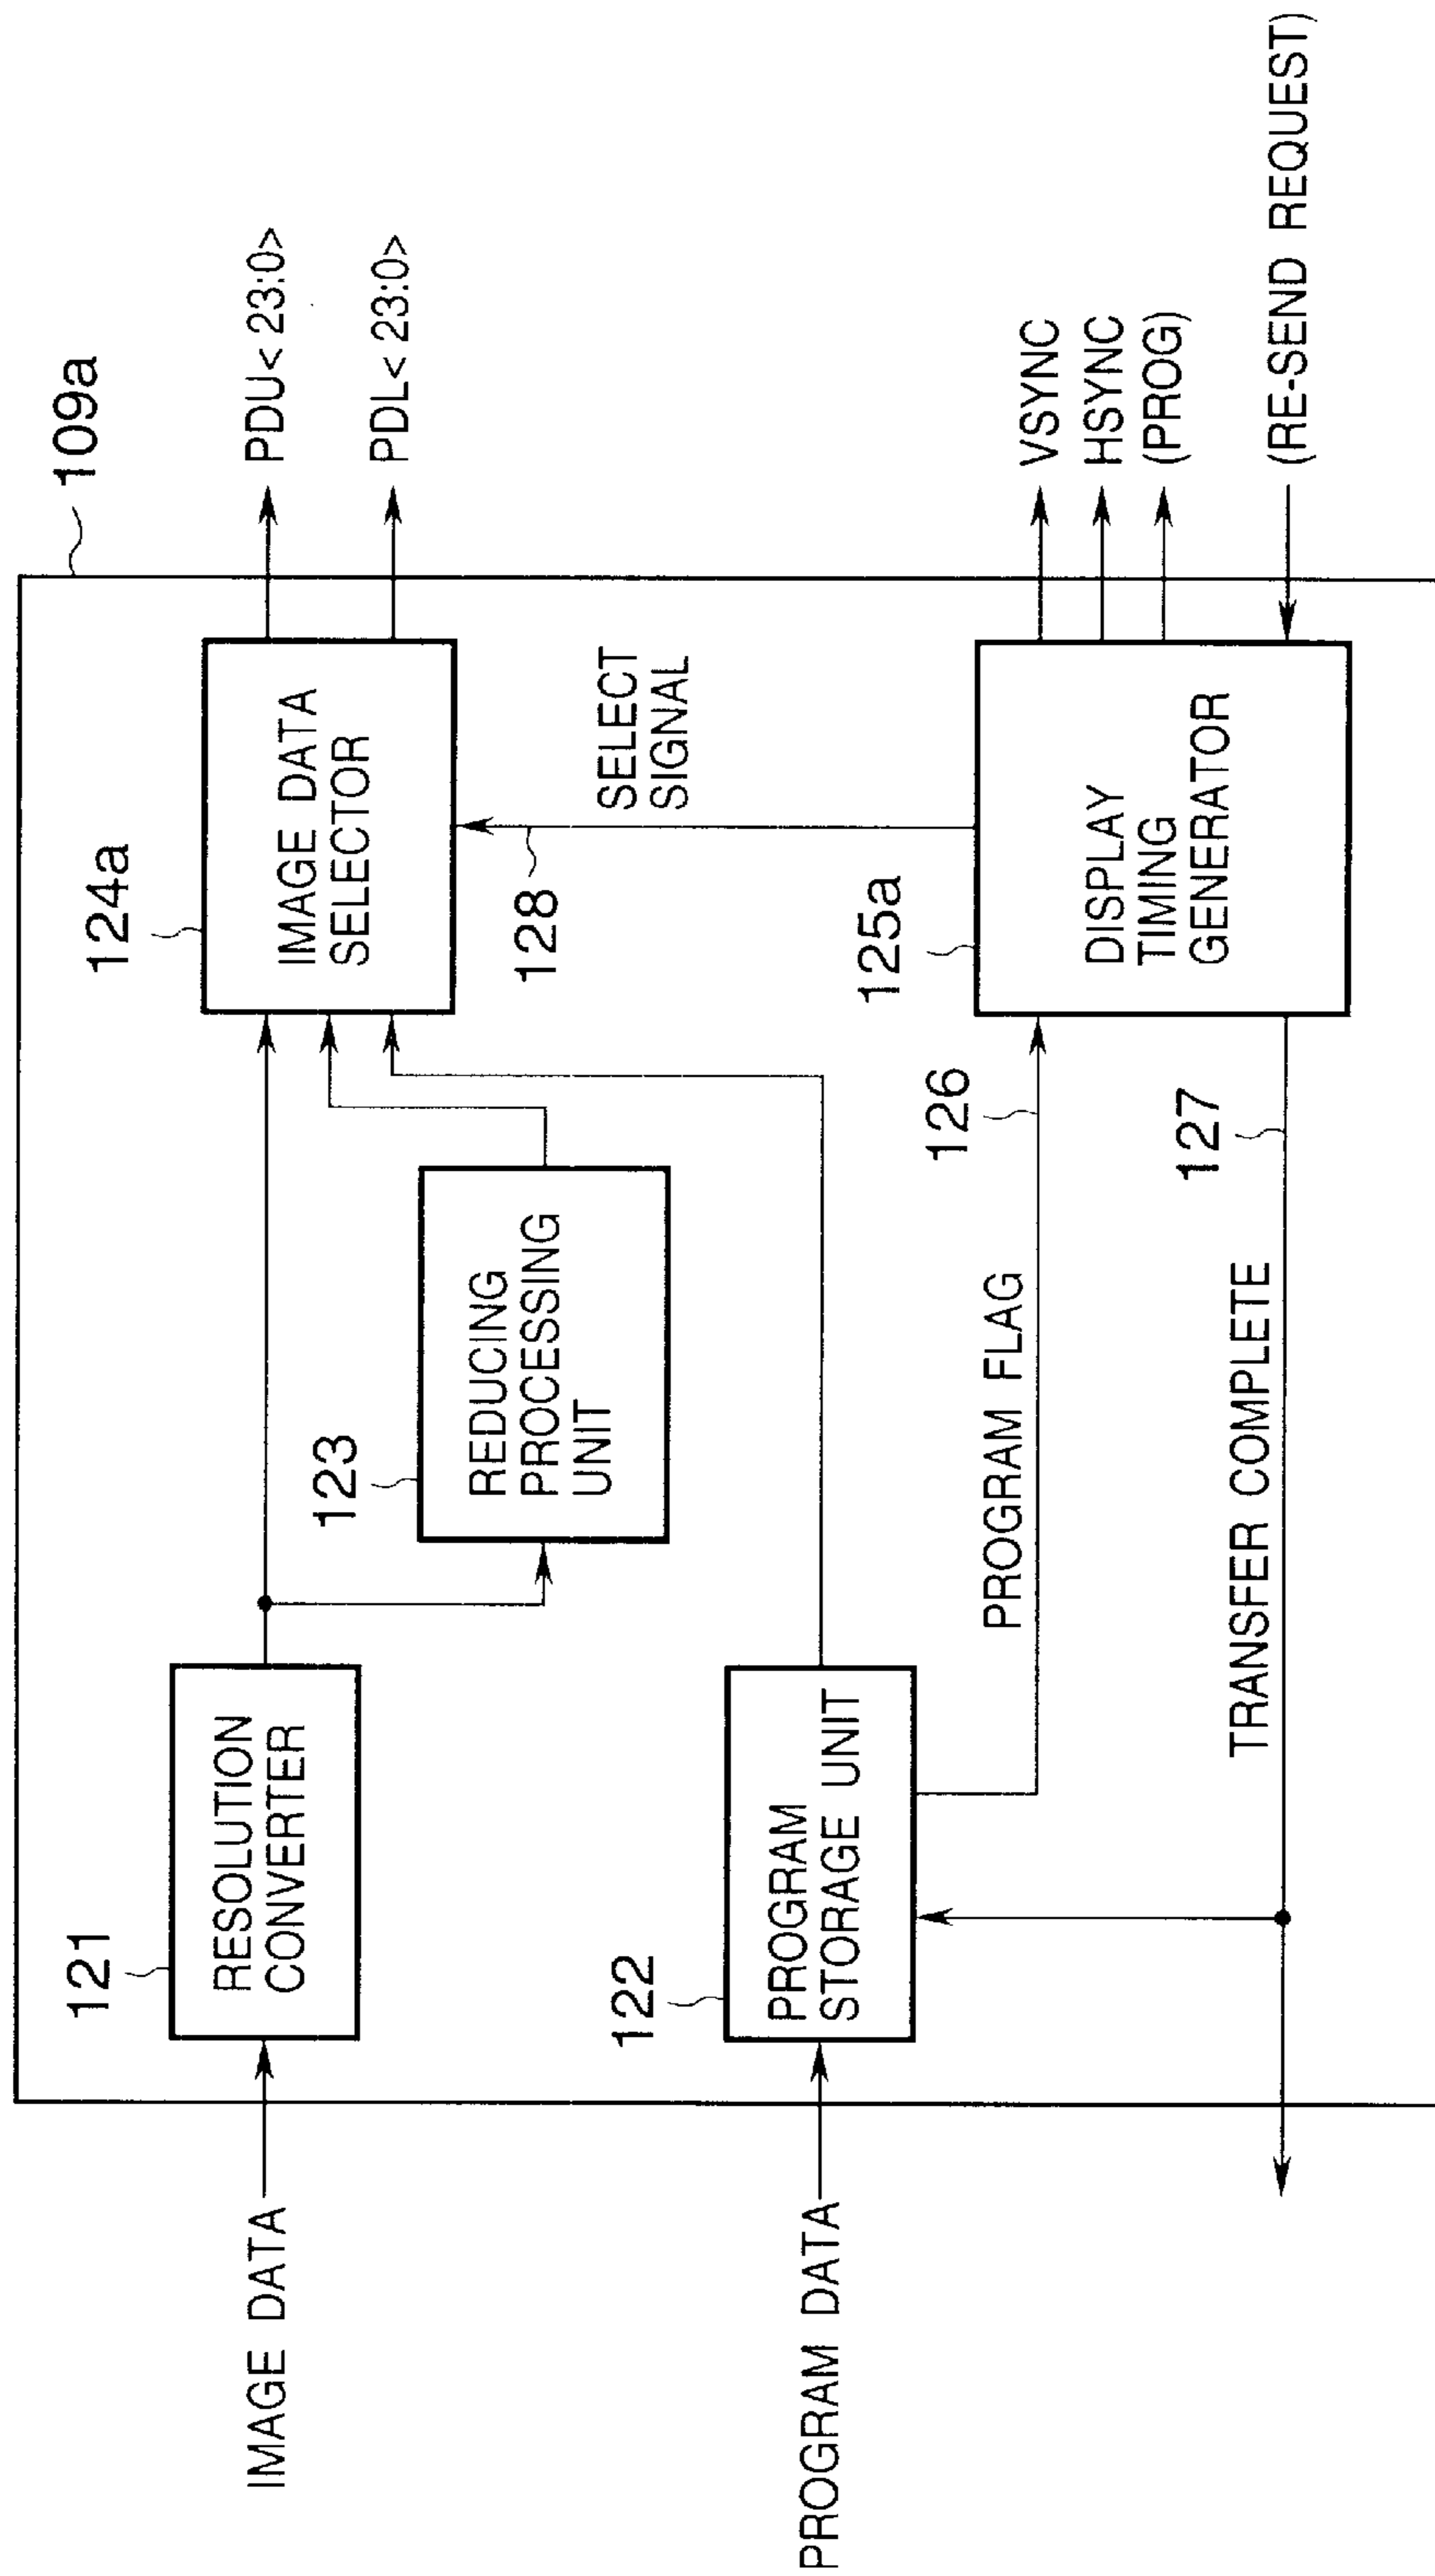 109a
IMAGE DATA
121
RESOLUTION
CONVERTER
123
REDUCING
PROCESSING
UNIT
124a
IMAGE DATA
SELECTOR
PDU< 23:0>
PDL< 23:0>
128
SELECT
SIGNAL
PROGRAM DATA
122
PROGRAM
STORAGE UNIT
PROGRAM FLAG
126
125a
DISPLAY
TIMING
GENERATOR
VSYNC
HSYNC
(PROG)
(RE-SEND REQUEST)
TRANSFER COMPLETE
127